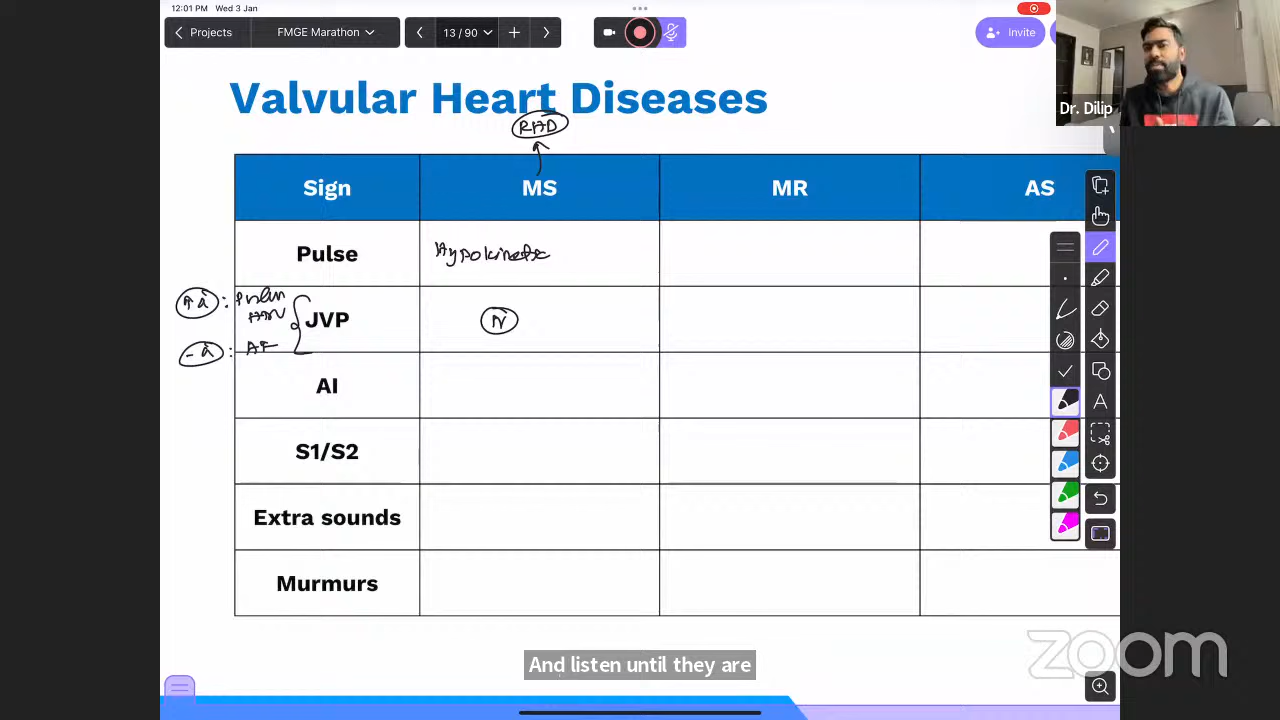 12:01 PM Wed 3 Jan
Projects
FMGE Marathon
13 / 90
Invite
Dr. Dilip
Valvular Heart Diseases
RHD
Sign MS MR AS
Pulse Hypokinetic
↑a : Pulm HTN
JVP N
-a : AF
AI
S1/S2
Extra sounds
Murmurs
And listen until they are
zoom